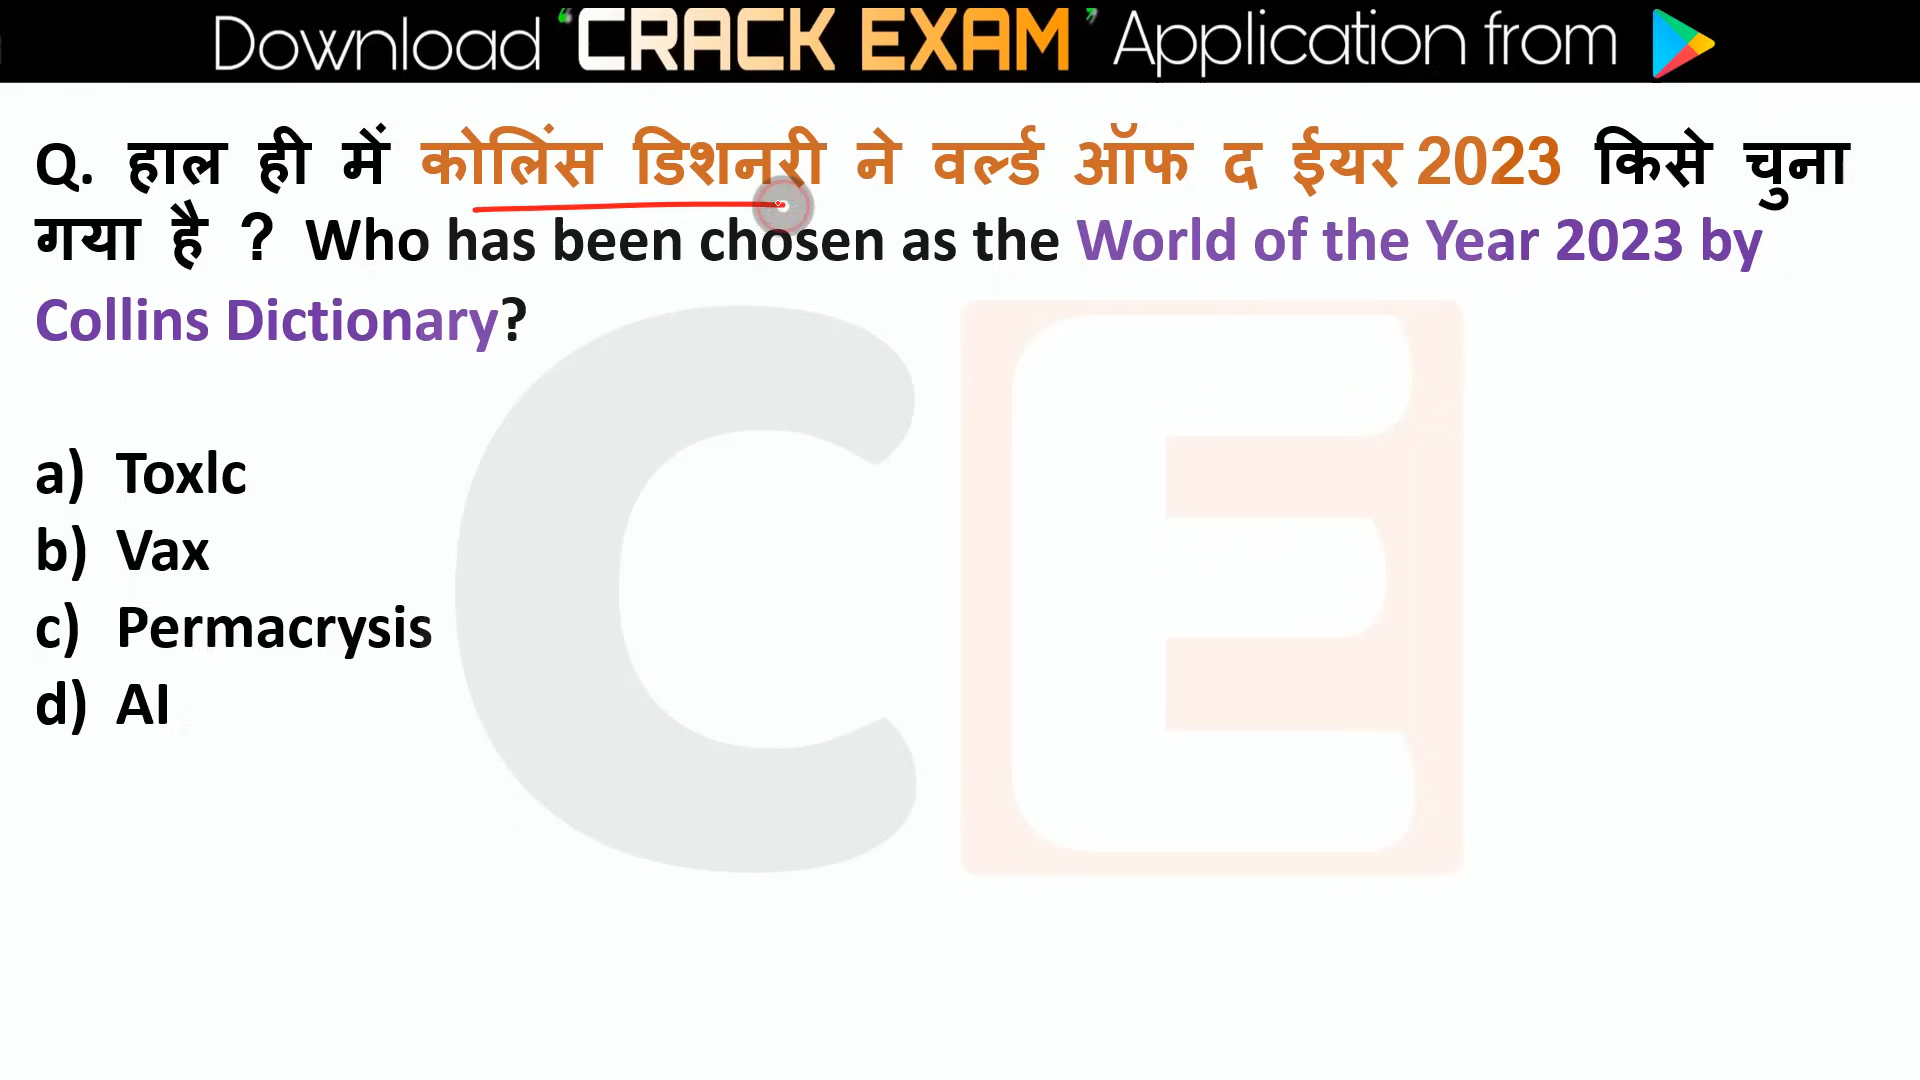 Download ‘CRACK EXAM’ Application from
Q. हाल ही में कोलिंस डिशनरी ने वर्ल्ड ऑफ द ईयर 2023 किसे चुना
गया है ? Who has been chosen as the World of the Year 2023 by
Collins Dictionary?
a) Toxlc
b) Vax
c) Permacrysis
d) AI
CE